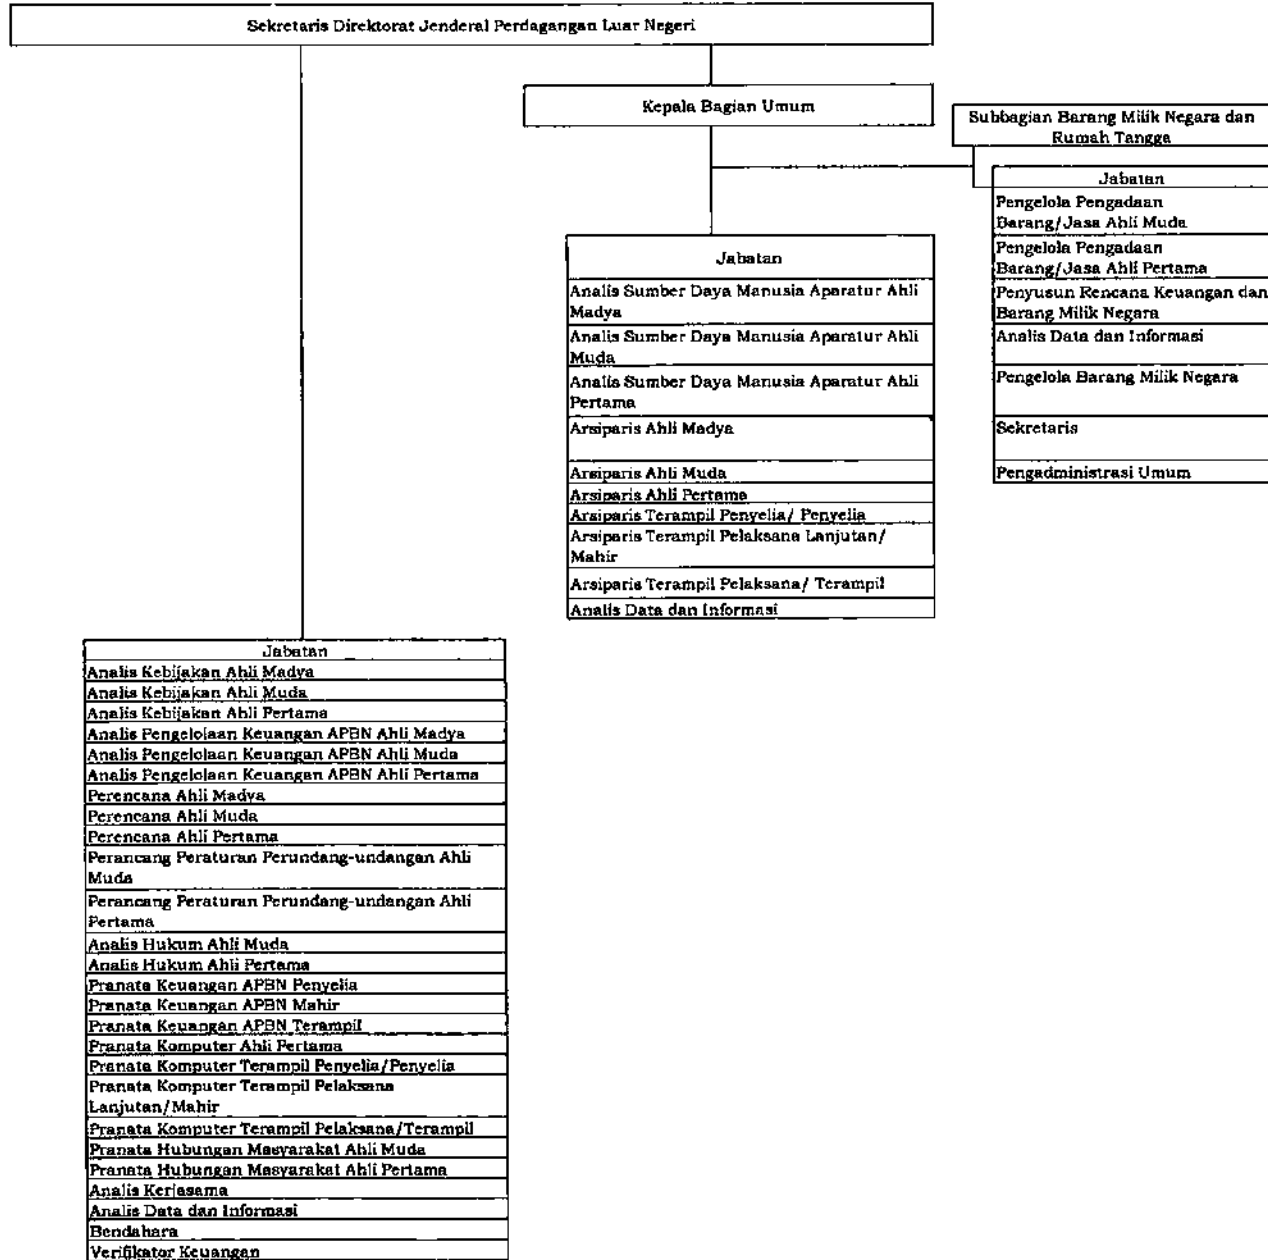 Sekretaris Direktorat Jenderal Perdagangan Luar Negeri
Kepala Bagian Umum
Subbagian Barang Milik Negara dan
Rumah Tangga
Jabatan
Pengelola Pengadaan
Barang/Jasa Ahli Muda
Pengelola Pengadaan
Barang/Jasa Ahli Pertama
Penyusun Rencana Keuangan dan
Barang Milik Negara
Analis Data dan Informasi
Pengelola Barang Milik Negara
Sekretaris
Pengadministrasi Umum
Jabatan
Analis Sumber Daya Manusia Aparatur Ahli
Madya
Analis Sumber Daya Manusia Aparatur Ahli
Muda
Analis Sumber Daya Manusia Aparatur Ahli
Pertama
Arsiparis Ahli Madya
Arsiparis Ahli Muda
Arsiparis Ahli Pertama
Arsiparis Terampil Penyelia/ Penyelia
Arsiparis Terampil Pelaksana Lanjutan/
Mahir
Arsiparis Terampil Pelaksana/ Terampil
Analis Data dan Informasi
Jabatan
Analis Kebijakan Ahli Madya
Analis Kebijakan Ahli Muda
Analis Kebijakan Ahli Pertama
Analis Pengelolaan Keuangan APBN Ahli Madya
Analis Pengelolaan Keuangan APBN Ahli Muda
Analis Pengelolaan Keuangan APBN Ahli Pertama
Perencana Ahli Madya
Perencana Ahli Muda
Perencana Ahli Pertama
Perancang Peraturan Perundang-undangan Ahli
Muda
Perancang Peraturan Perundang-undangan Ahli
Pertama
Analis Hukum Ahli Muda
Analis Hukum Ahli Pertama
Pranata Keuangan APBN Penyelia
Pranata Keuangan APBN Mahir
Pranata Keuangan APBN Terampil
Pranata Komputer Ahli Pertama
Pranata Komputer Terampil Penyelia/Penyelia
Pranata Komputer Terampil Pelaksana
Lanjutan/Mahir
Pranata Komputer Terampil Pelaksana/Terampil
Pranata Hubungan Masyarakat Ahli Muda
Pranata Hubungan Masyarakat Ahli Pertama
Analis Kerjasama
Analis Data dan Informasi
Bendahara
Verifikator Keuangan